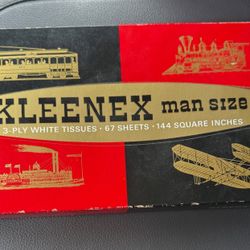 KLEENEX man size
3-PLY WHITE TISSUES • 67 SHEETS • 144 SQUARE INCHES